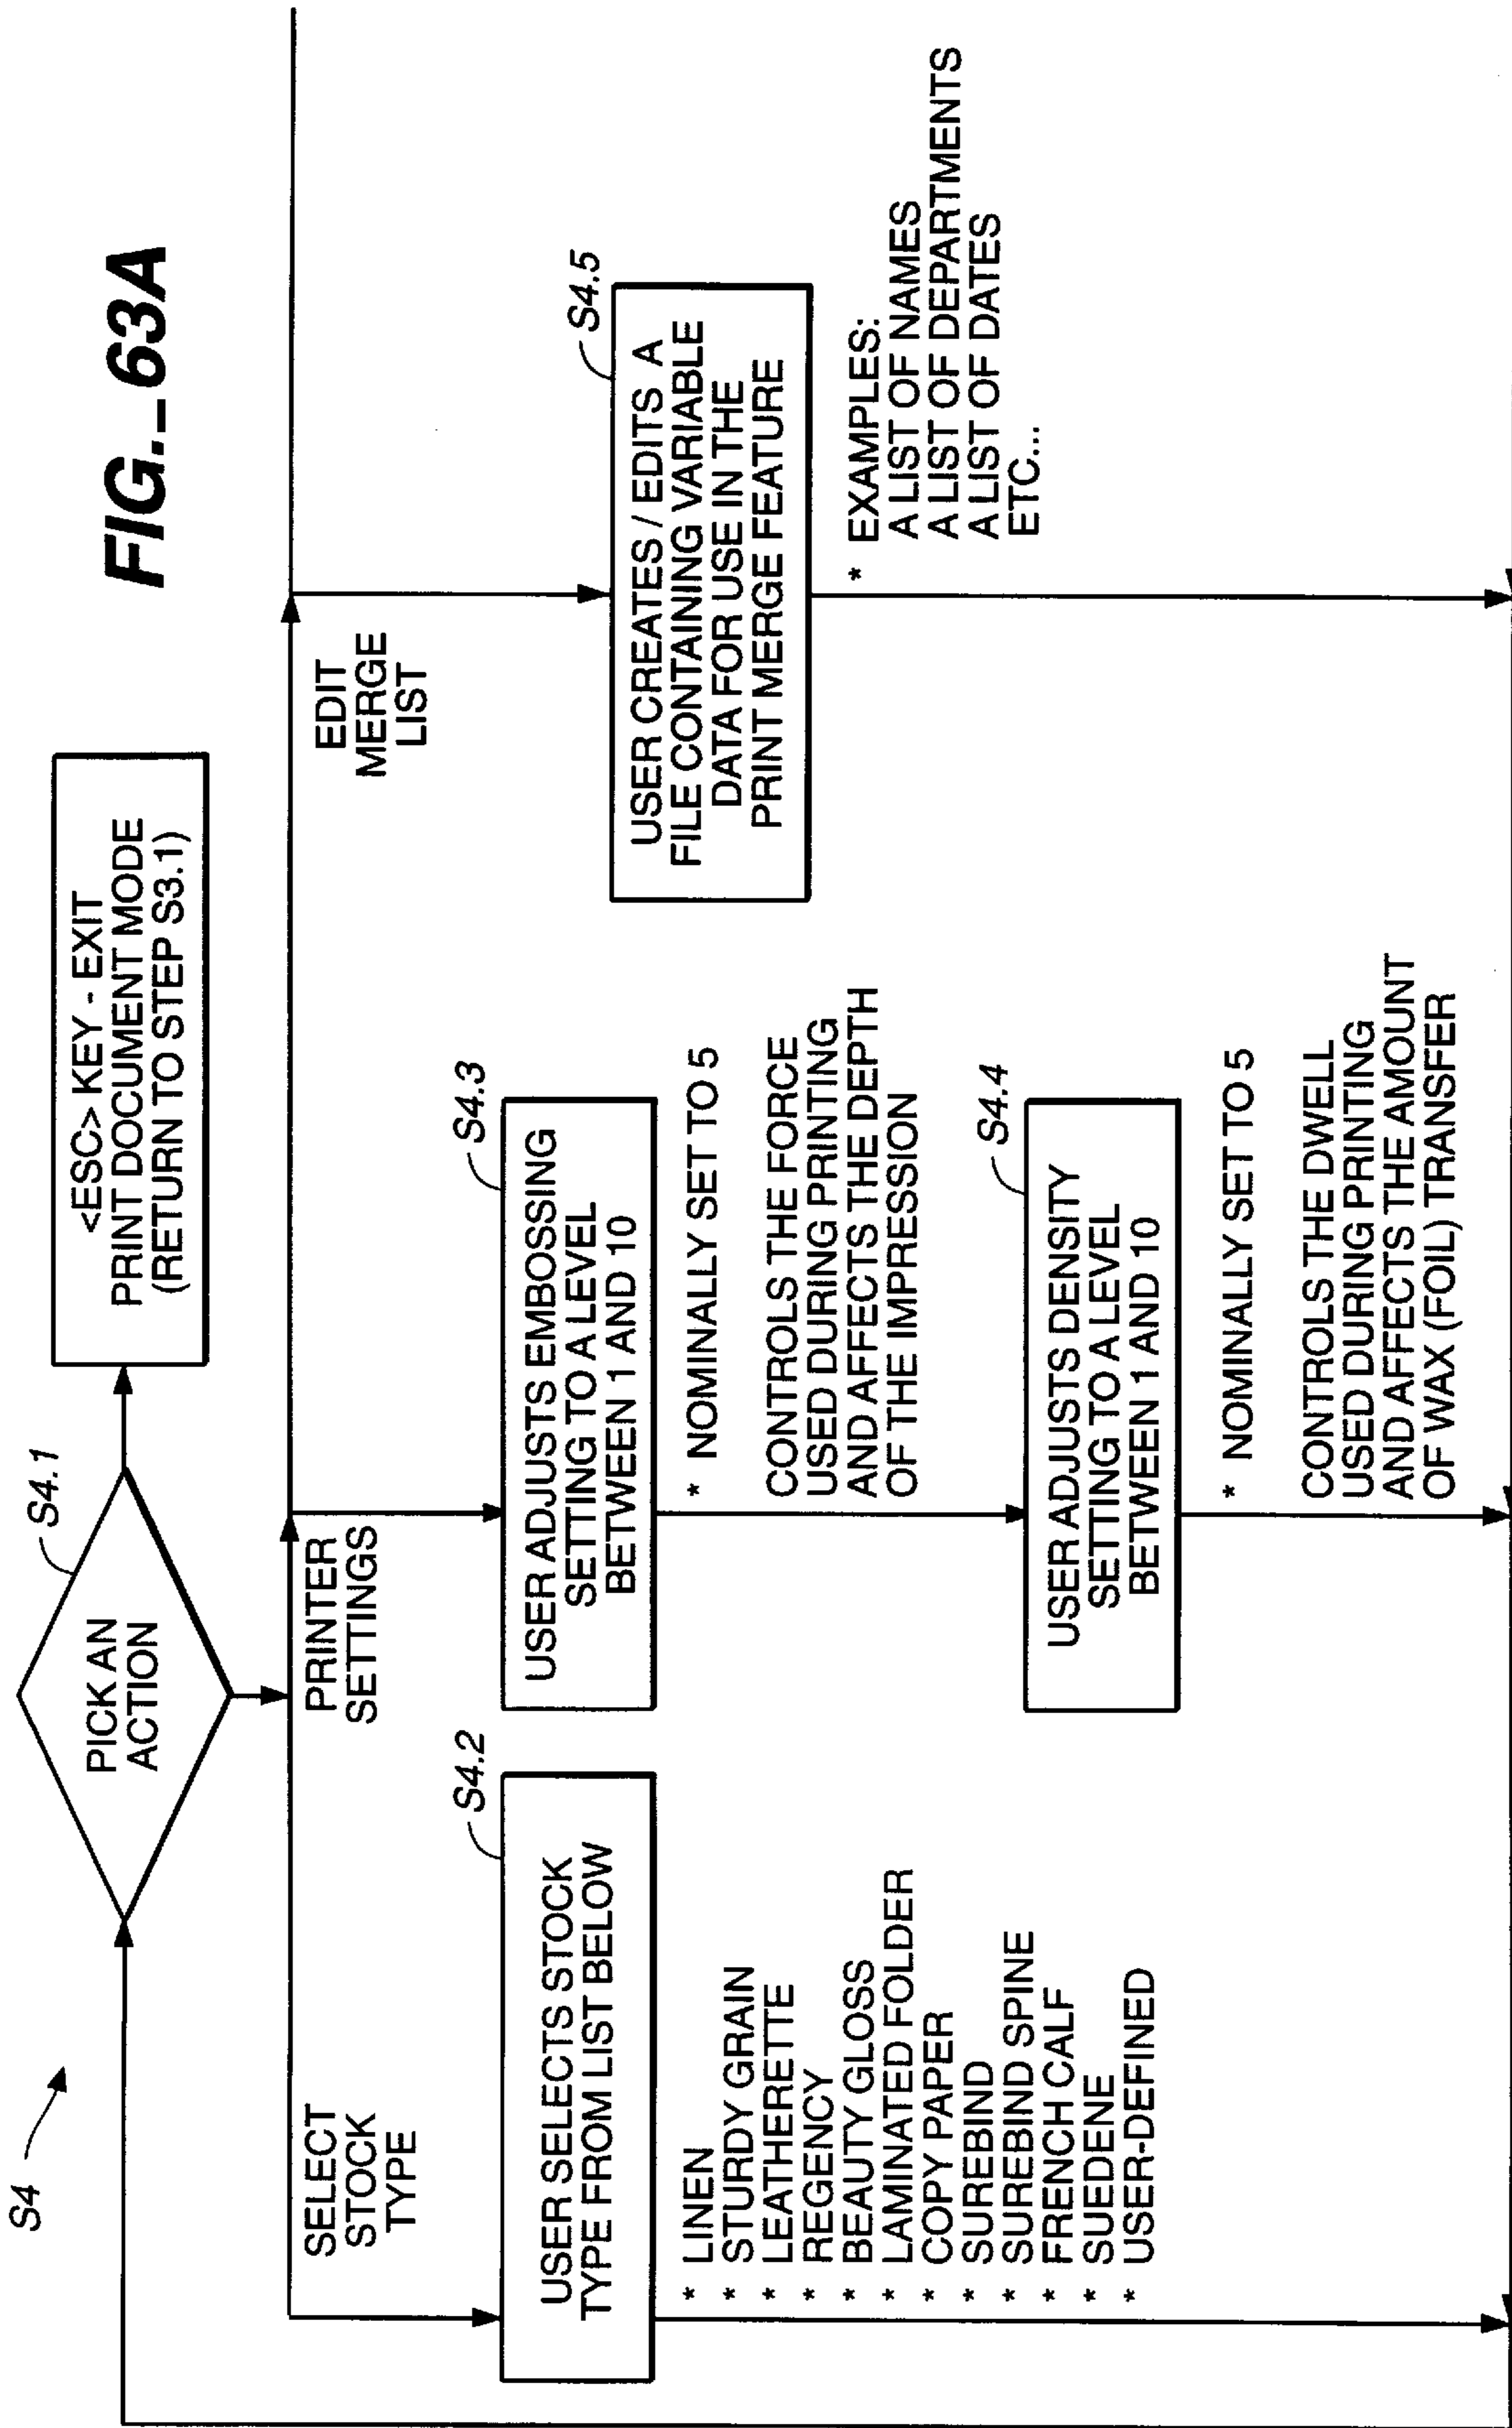 FIG._63A
S4
S4.1
PICK AN
ACTION
<ESC> KEY - EXIT
PRINT DOCUMENT MODE
(RETURN TO STEP S3.1)
SELECT
STOCK
TYPE
PRINTER
SETTINGS
EDIT
MERGE
LIST
S4.2
USER SELECTS STOCK
TYPE FROM LIST BELOW
* LINEN
* STURDY GRAIN
* LEATHERETTE
* REGENCY
* BEAUTY GLOSS
* LAMINATED FOLDER
* COPY PAPER
* SUREBIND
* SUREBIND SPINE
* FRENCH CALF
* SUEDENE
* USER-DEFINED
S4.3
USER ADJUSTS EMBOSSING
SETTING TO A LEVEL
BETWEEN 1 AND 10
* NOMINALLY SET TO 5
CONTROLS THE FORCE
USED DURING PRINTING
AND AFFECTS THE DEPTH
OF THE IMPRESSION
S4.4
USER ADJUSTS DENSITY
SETTING TO A LEVEL
BETWEEN 1 AND 10
* NOMINALLY SET TO 5
CONTROLS THE DWELL
USED DURING PRINTING
AND AFFECTS THE AMOUNT
OF WAX (FOIL) TRANSFER
S4.5
USER CREATES / EDITS A
FILE CONTAINING VARIABLE
DATA FOR USE IN THE
PRINT MERGE FEATURE
* EXAMPLES:
A LIST OF NAMES
A LIST OF DEPARTMENTS
A LIST OF DATES
ETC...